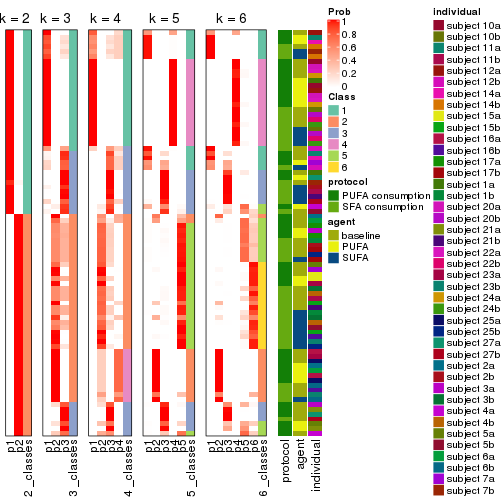 k = 2
k = 3
k = 4
k = 5
k = 6
p1
p2
2_classes
p1
p2
p3
3_classes
p1
p2
p3
p4
4_classes
p1
p2
p3
p4
p5
5_classes
p1
p2
p3
p4
p5
p6
6_classes
protocol
agent
individual
Prob
1
0.8
0.6
0.4
0.2
0
Class
1
2
3
4
5
6
protocol
PUFA consumption
SFA consumption
agent
baseline
PUFA
SUFA
Individual
subject 10a
subject 10b
subject 11a
subject 11b
subject 12a
subject 12b
subject 14a
subject 14b
subject 15a
subject 15b
subject 16a
subject 16b
subject 17a
subject 17b
subject 1a
subject 1b
subject 20a
subject 20b
subject 21a
subject 21b
subject 22a
subject 22b
subject 23a
subject 23b
subject 24a
subject 24b
subject 25a
subject 25b
subject 27a
subject 27b
subject 2a
subject 2b
subject 3a
subject 3b
subject 4a
subject 4b
subject 5a
subject 5b
subject 6a
subject 6b
subject 7a
subject 7b